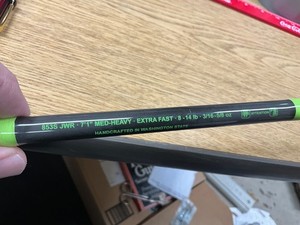 853S JWR · 7'1" MED-HEAVY · EXTRA FAST · 8 - 14 lb · 3/16-5/8 oz
HANDCRAFTED IN WASHINGTON STATE